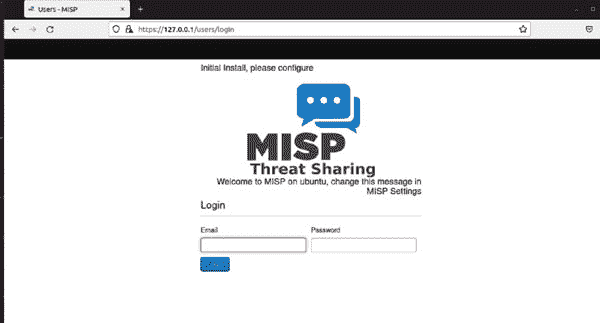 Users - MISP
https://127.0.0.1/users/login
Initial Install, please configure
MISP
Threat Sharing
Welcome to MISP on ubuntu, change this message in
MISP Settings
Login
Email
Password